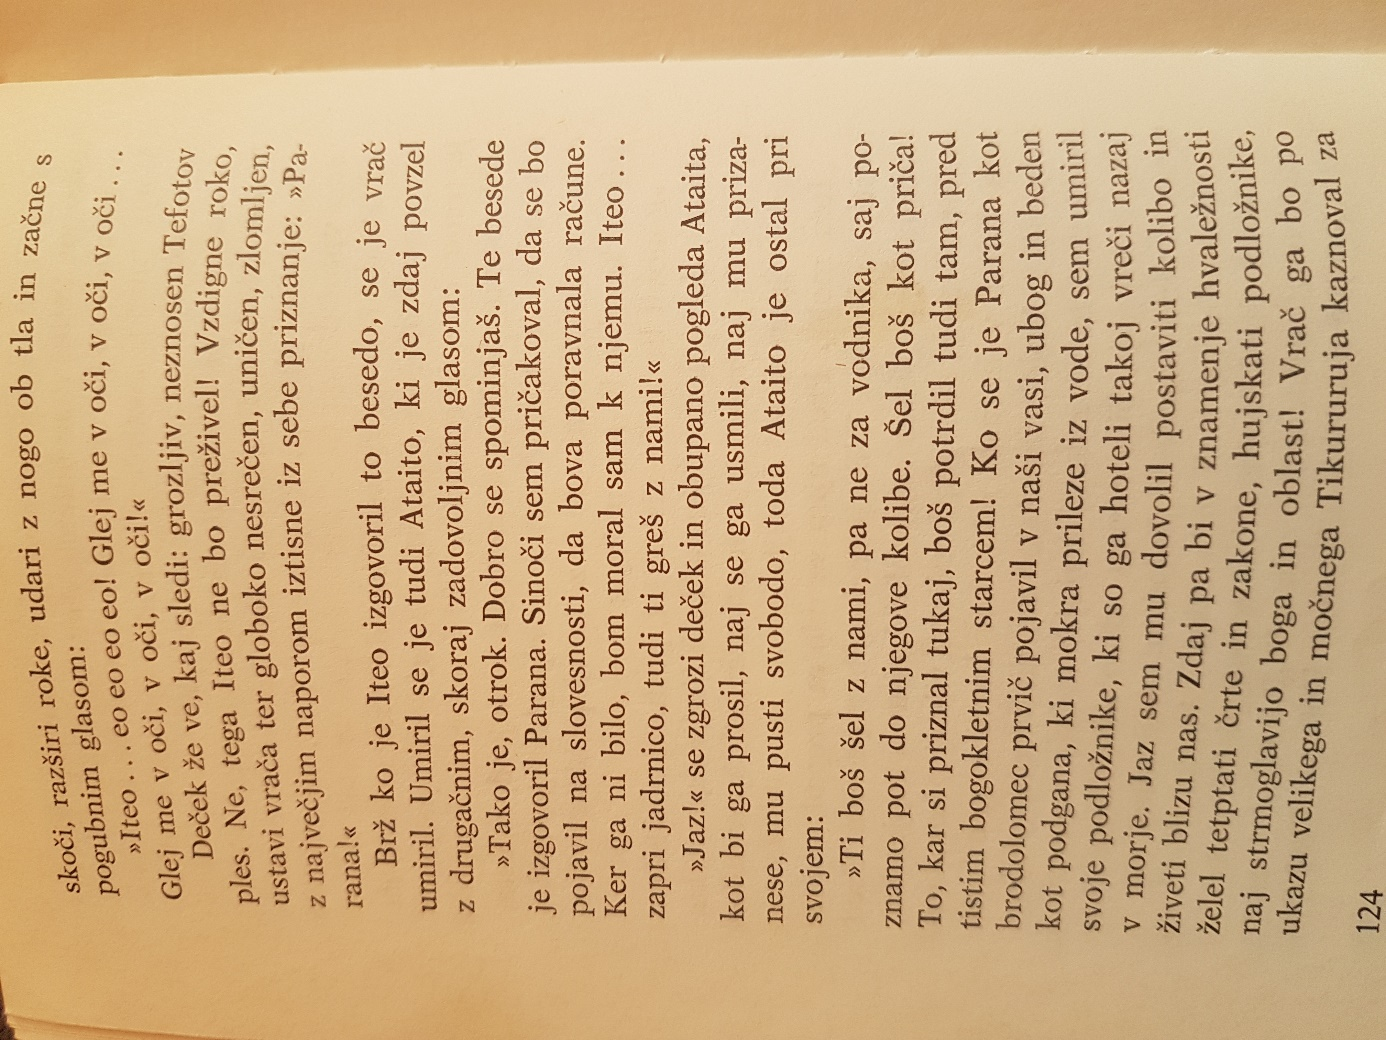 skoči, razširi roke, udari z nogo ob tla in začne s
pogubnim glasom:
»Iteo... eo eo eo eo! Glej me v oči, v oči, v oči....
Glej me v oči, v oči, v oči!«
Deček že ve, kaj sledi: grozljiv, neznosen Tefotov
ples. Ne, tega Iteo ne bo preživel! Vzdigne roko,
ustavi vrača ter globoko nesrečen, uničen, zlomljen,
z največjim naporom iztisne iz sebe priznanje: »Pa-
rana!«
Brž ko je Iteo izgovoril to besedo, se je vrač
umiril. Umiril se je tudi Ataito, ki je zdaj povzel
z drugačnim, skoraj zadovoljnim glasom:
»Tako je, otrok. Dobro se spominjaš. Te besede
je izgovoril Parana. Sinoči sem pričakoval, da se bo
pojavil na slovesnosti, da bova poravnala račune.
Ker ga ni bilo, bom moral sam k njemu. Iteo...
zapri jadrnico, tudi ti greš z nami!«
»Jaz!« se zgrozi deček in obupano pogleda Ataita,
kot bi ga prosil, naj se ga usmili, naj mu priza-
nese, mu pusti svobodo, toda Ataito je ostal pri
svojem:
»Ti boš šel z nami, pa ne za vodnika, saj po-
znamo pot do njegove kolibe. Šel boš kot priča!
To, kar si priznal tukaj, boš potrdil tudi tam, pred
tistim bogokletnim starcem! Ko se je Parana kot
brodolomec prvič pojavil v naši vasi, ubog in beden
kot podgana, ki mokra prileze iz vode, sem umiril
svoje podložnike, ki so ga hoteli takoj vreči nazaj
v morje. Jaz sem mu dovolil postaviti kolibo in
živeti blizu nas. Zdaj pa bi v znamenje hvaležnosti
želel tetptati črte in zakone, hujskati podložnike,
naj strmoglavijo boga in oblast! Vrač ga bo po
ukazu velikega in močnega Tikururuja kaznoval za
124